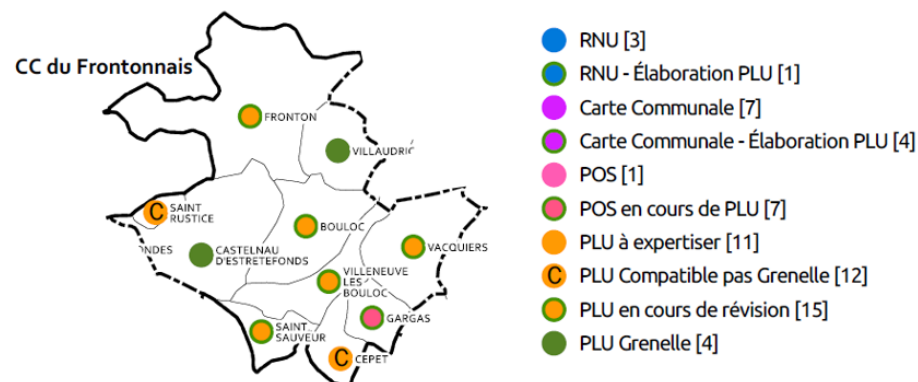 CC du Frontonnais
FRONTON
VILLAUDRIC
C SAINT
RUSTICE
ONDES
CASTELNAU
D'ESTRETEFONDS
BOULOC
VACQUIERS
VILLENEUVE
LES
BOULOC
GARGAS
SAINT
SAUVEUR
C CEPET
RNU [3]
RNU - Élaboration PLU [1]
Carte Communale [7]
Carte Communale - Élaboration PLU [4]
POS [1]
POS en cours de PLU [7]
PLU à expertiser [11]
C PLU Compatible pas Grenelle [12]
PLU en cours de révision [15]
PLU Grenelle [4]